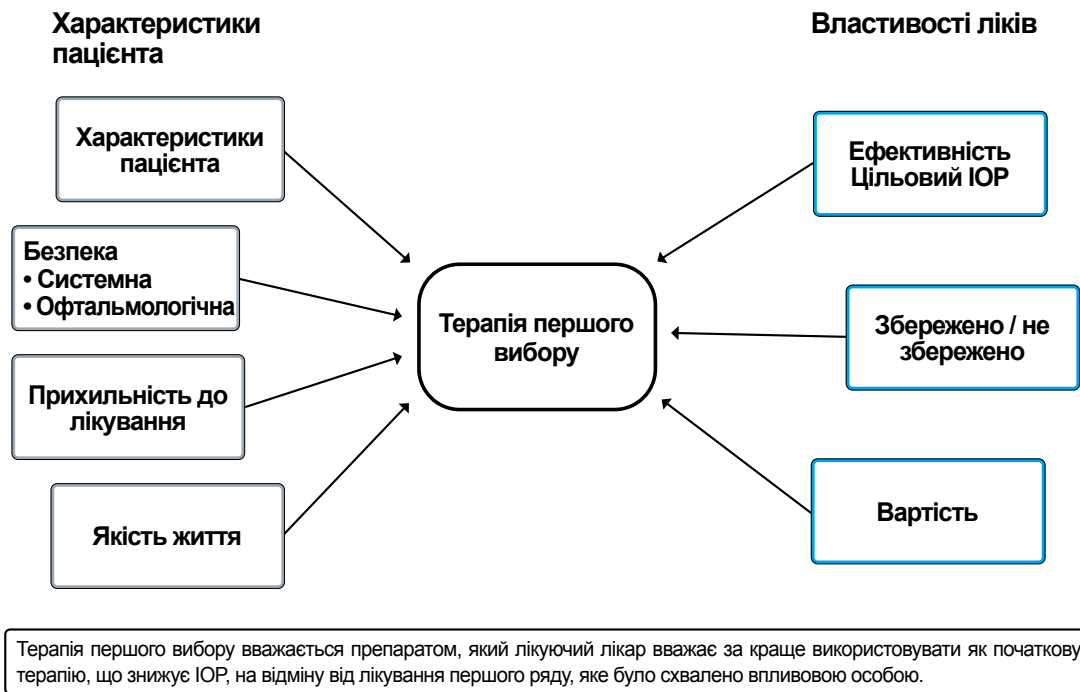 Характеристики
пацієнта
Властивості ліків
Характеристики
пацієнта
Безпека
• Системна
• Офтальмологічна
Прихильність до
лікування
Якість життя
Терапія першого
вибору
Ефективність
Цільовий ІОР
Збережено / не
збережено
Вартість
Терапія першого вибору вважається препаратом, який лікуючий лікар вважає за краще використовувати як початкову
терапію, що знижує ІОР, на відміну від лікування першого ряду, яке було схвалено впливовою особою.